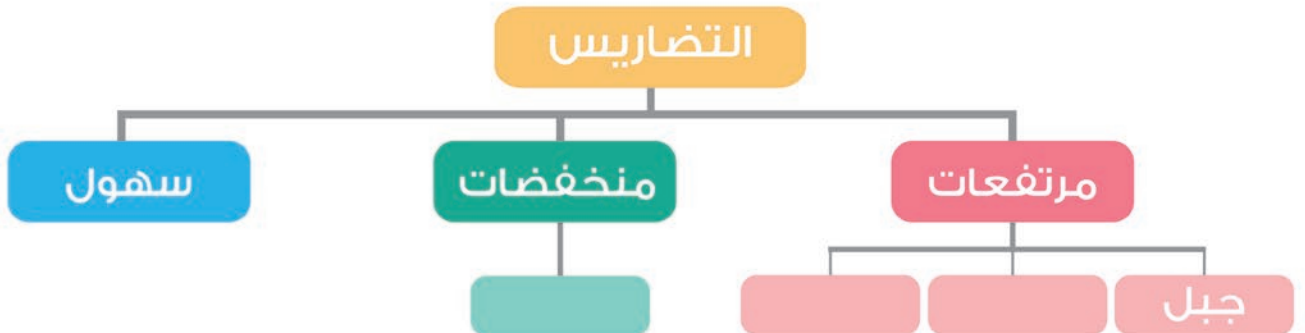 التضاريس
مرتفعات
منخفضات
سهول
جبل